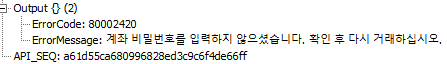 Output {} (2)
ErrorCode: 80002420
ErrorMessage: 계좌 비밀번호를 입력하지 않으셨습니다. 확인 후 다시 거래하십시오.
API_SEQ: a61d55ca680996828ed3c9c6f4de66ff